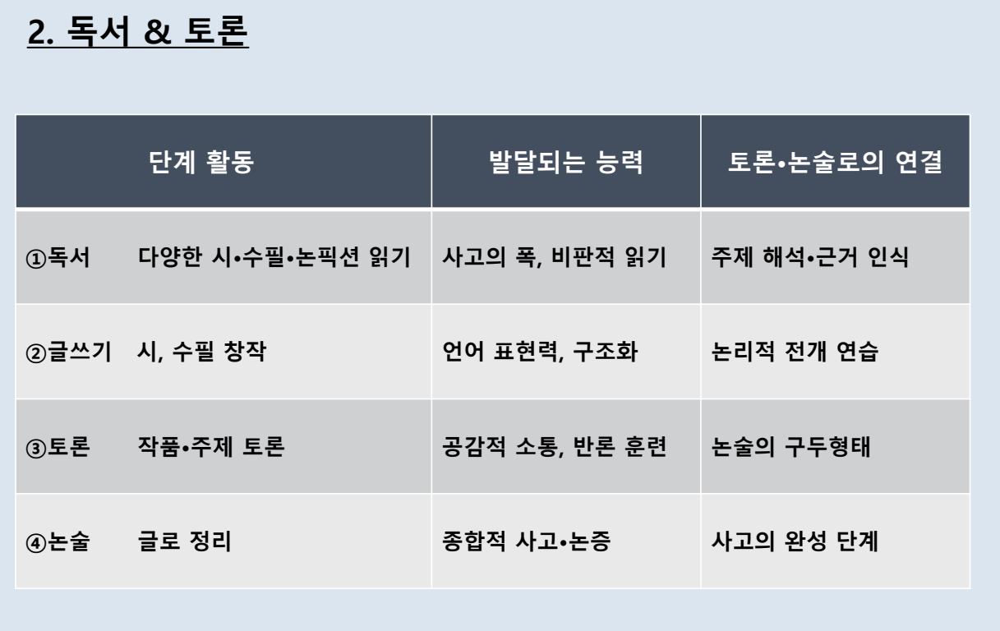 2. 독서 & 토론
단계 활동 발달되는 능력 토론•논술로의 연결
①독서 다양한 시•수필•논픽션 읽기 사고의 폭, 비판적 읽기 주제 해석•근거 인식
②글쓰기 시, 수필 창작 언어 표현력, 구조화 논리적 전개 연습
③토론 작품•주제 토론 공감적 소통, 반론 훈련 논술의 구두형태
④논술 글로 정리 종합적 사고•논증 사고의 완성 단계